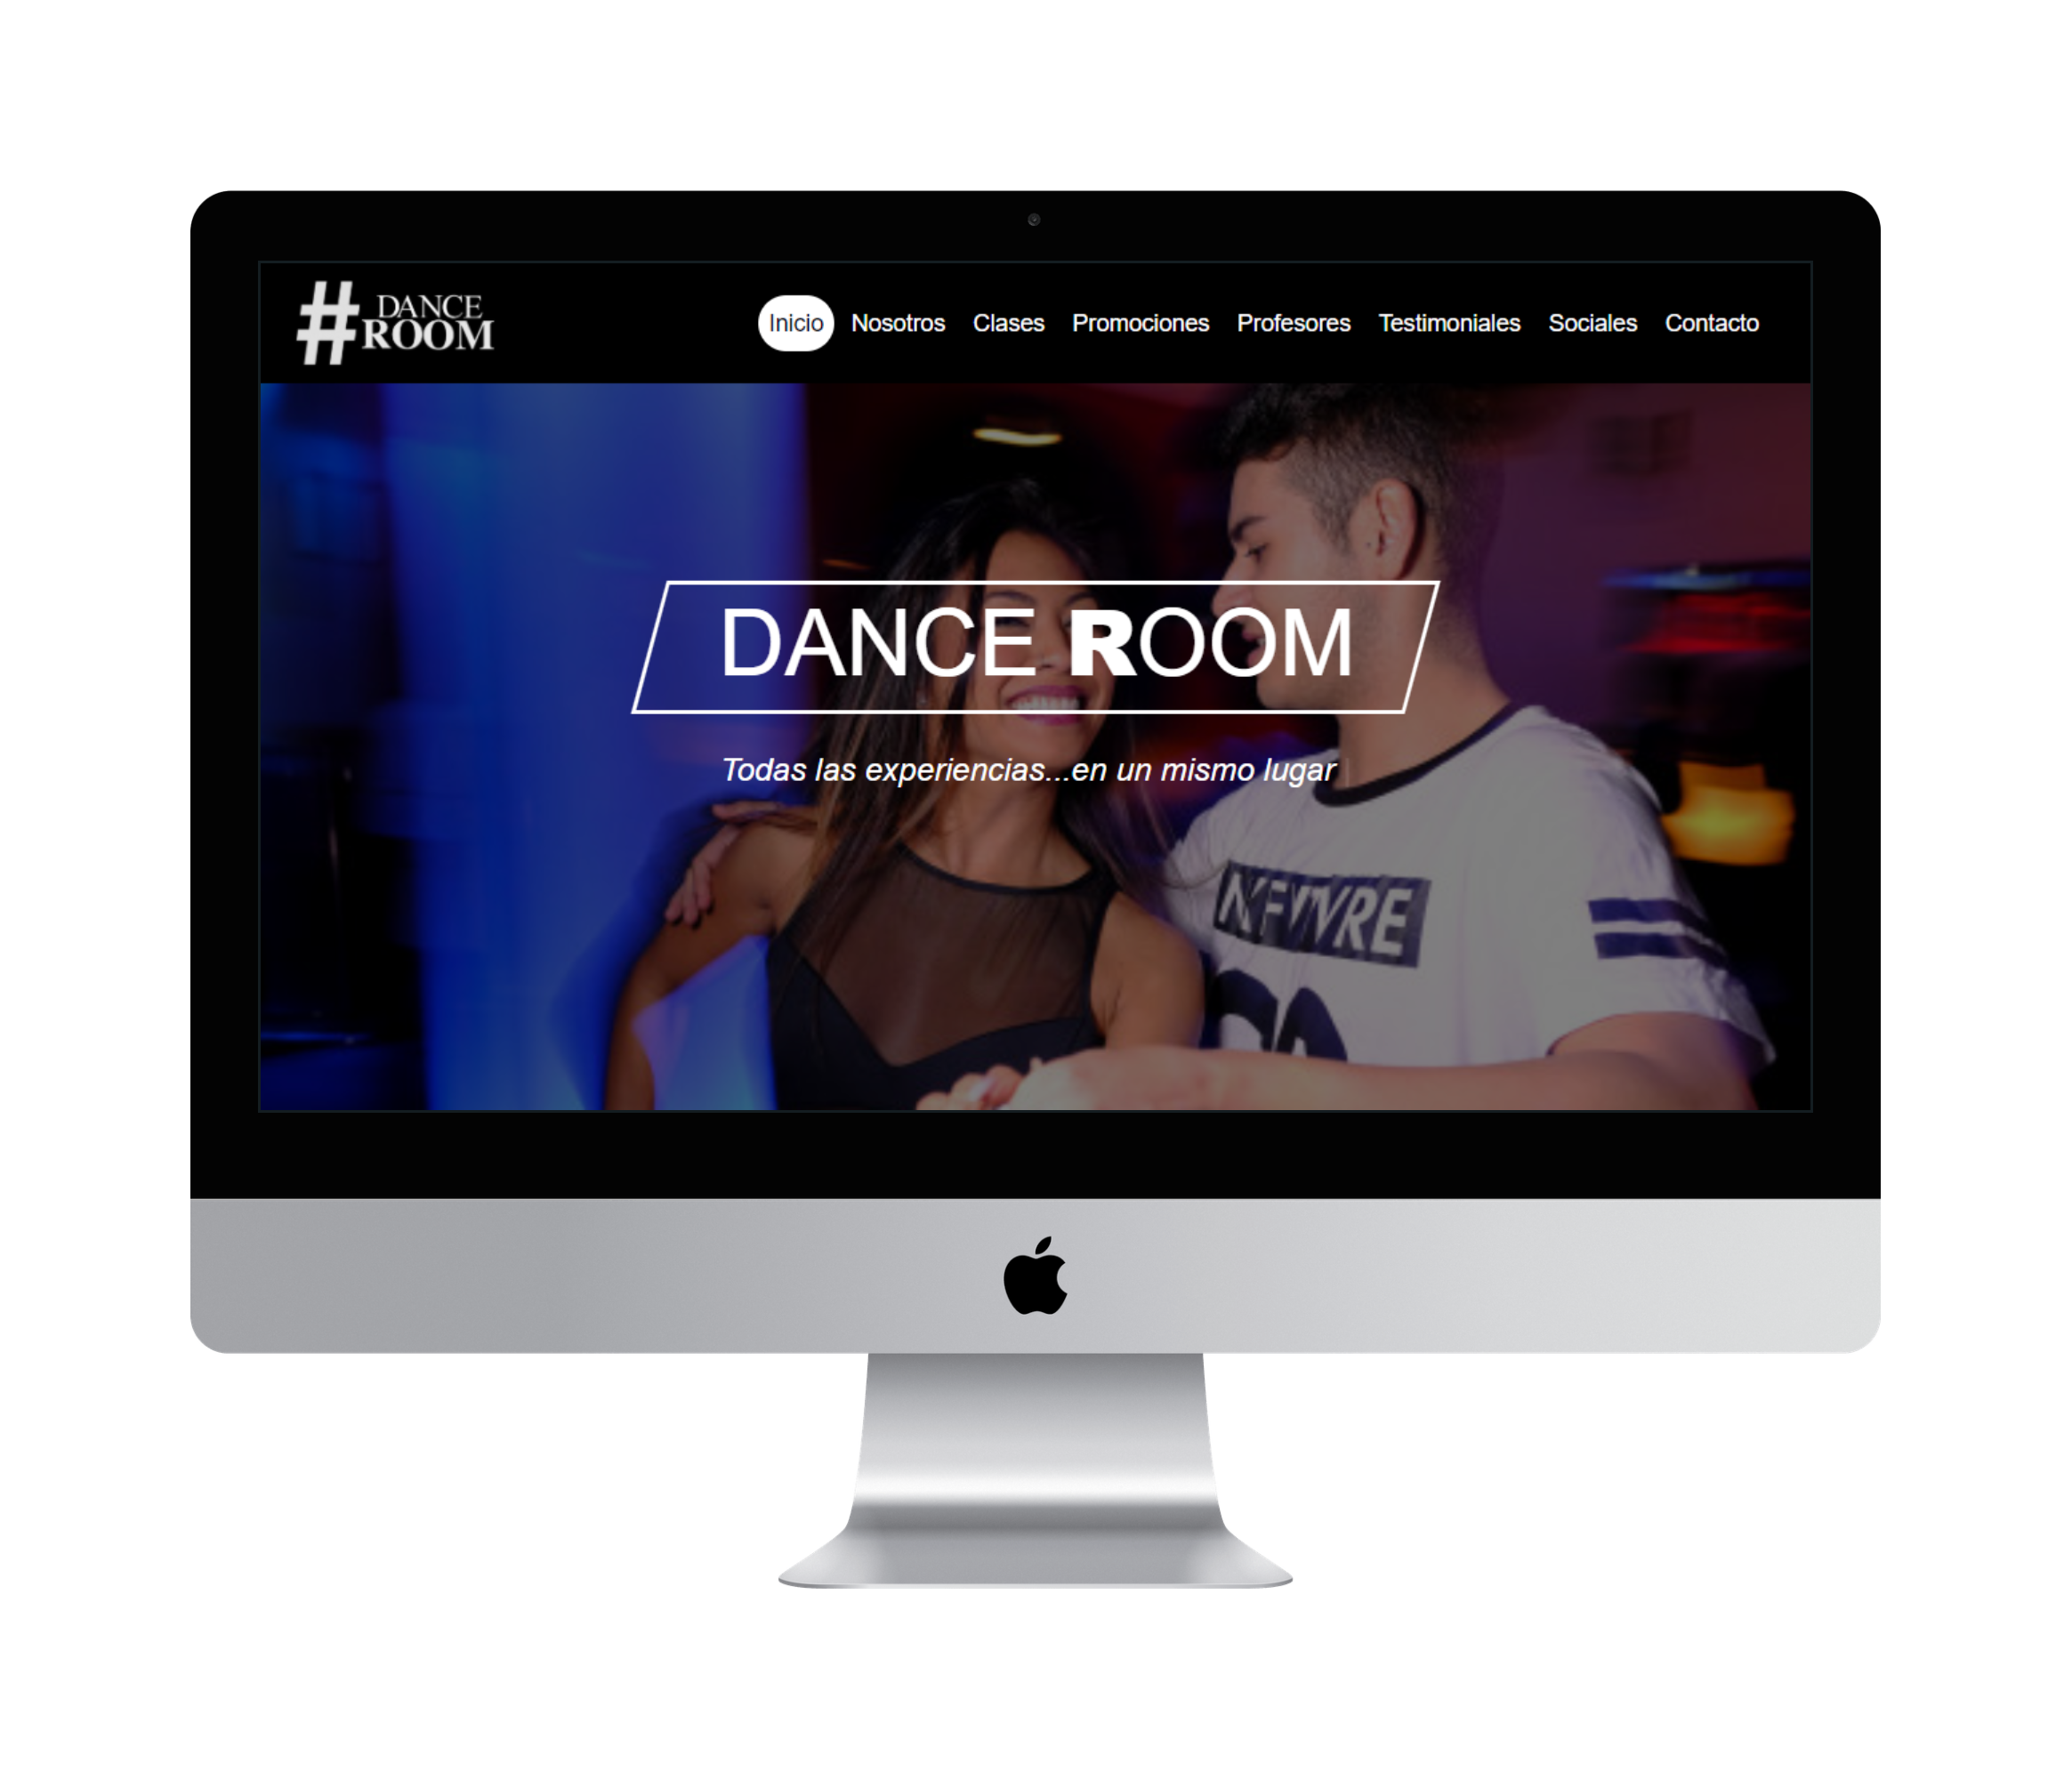 # DANCE
ROOM
Inicio Nosotros Clases Promociones Profesores Testimoniales Sociales Contacto
DANCE ROOM
Todas las experiencias...en un mismo lugar